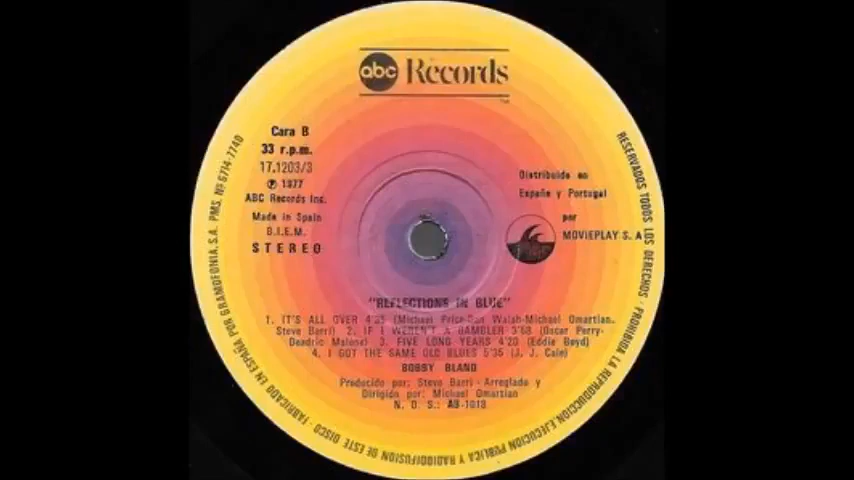 abc Records
Cara B
33 r.p.m.
17.1203/3
℗ 1977
ABC Records Inc.
Made in Spain
B.I.E.M.
STEREO
Distribuido en
España y Portugal
por
MOVIEPLAY S. A
"REFLECTIONS IN BLUE"
1. IT'S ALL OVER 4'25 (Michael Price-Dan Walsh-Michael Omartian.
Steve Barri) 2. IF I WEREN'T A GAMBLER (Oscar Perry-
Deadric Malone) 3. FIVE LONG YEARS 4'20 (Eddie Boyd)
4. I GOT THE SAME OLD BLUES 5'35 (J. J. Cale)
BOBBY BLAND
Producido por: Steve Barri - Arreglado y
Dirigido por: Michael Omartian
N. O. S.: AB-1018
RESERVADOS TODOS LOS DERECHOS - PROHIBIDA LA REPRODUCCION, EJECUCION PUBLICA Y RADIODIFUSION DE ESTE DISCO - FABRICADO EN ESPAÑA POR GRAMOFONIA, S.A. PMS. Nº 6714-7740